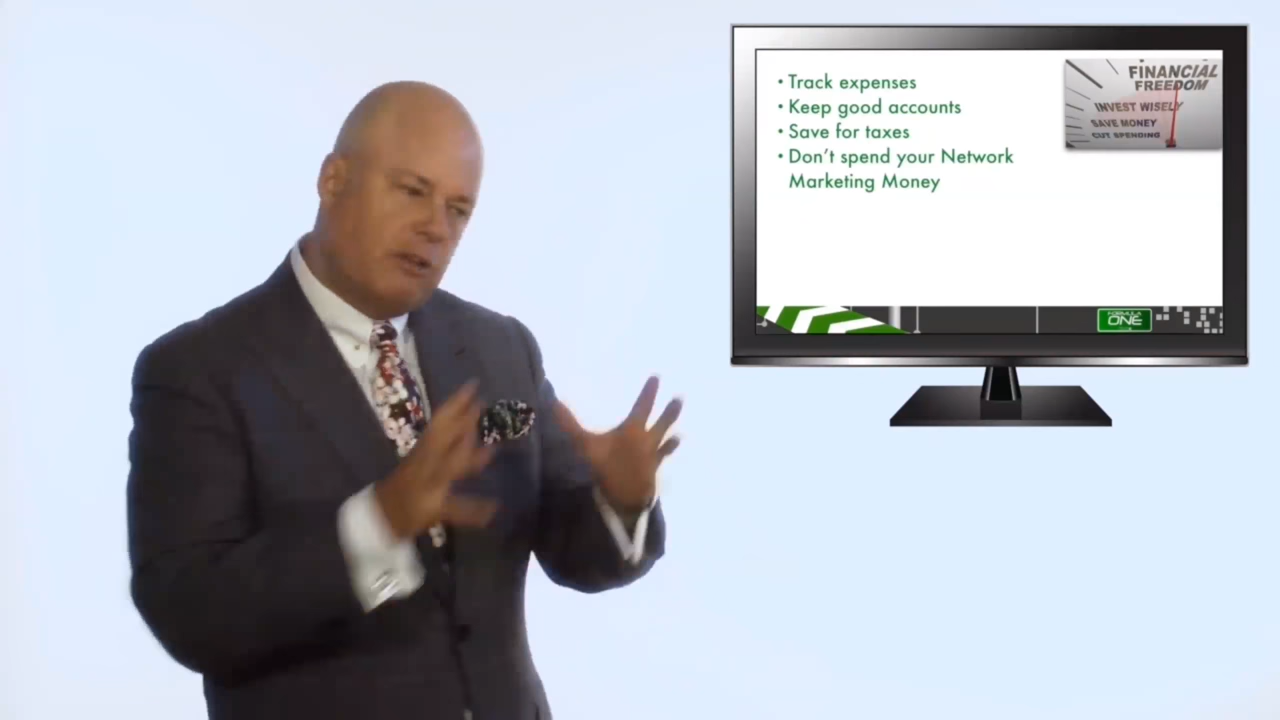 • Track expenses
• Keep good accounts
• Save for taxes
• Don't spend your Network
Marketing Money
FINANCIAL
FREEDOM
INVEST WISELY
SAVE MONEY
CUT SPENDING
FORMULA
ONE